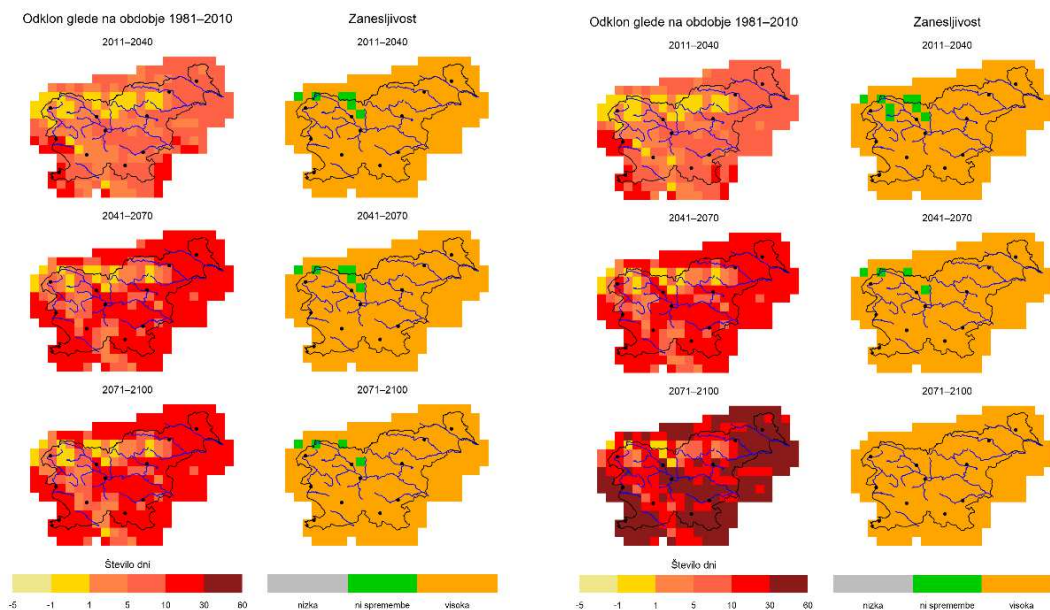 Odklon glede na obdobje 1981–2010
Zanesljivost
2011–2040
2011–2040
2041–2070
2041–2070
2071–2100
2071–2100
Število dni
-5 -1 1 5 10 30 60
nizka ni spremembe visoka
Odklon glede na obdobje 1981–2010
Zanesljivost
2011–2040
2011–2040
2041–2070
2041–2070
2071–2100
2071–2100
Število dni
-5 -1 1 5 10 30 60
nizka ni spremembe visoka